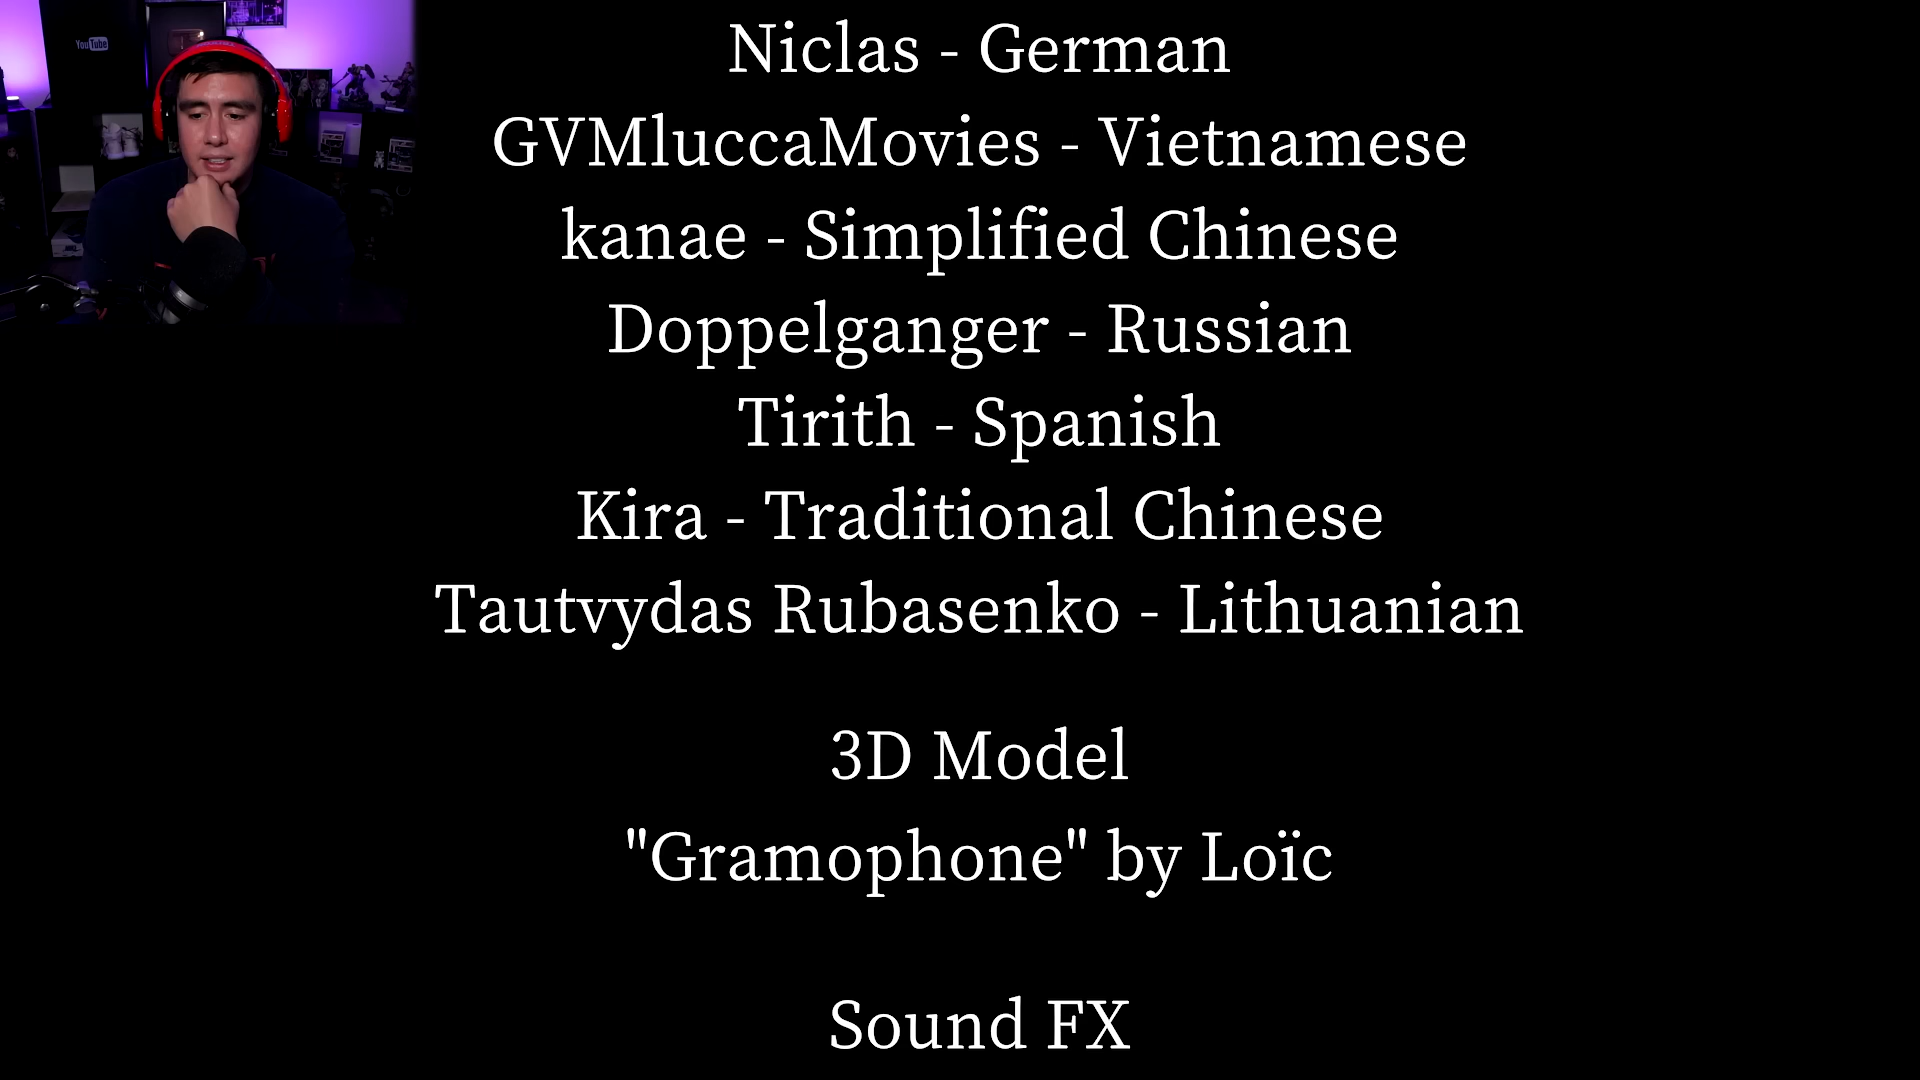 YouTube
Niclas - German
GVMluccaMovies - Vietnamese
kanae - Simplified Chinese
Doppelganger - Russian
Tirith - Spanish
Kira - Traditional Chinese
Tautvydas Rubasenko - Lithuanian
3D Model
"Gramophone" by Loïc
Sound FX